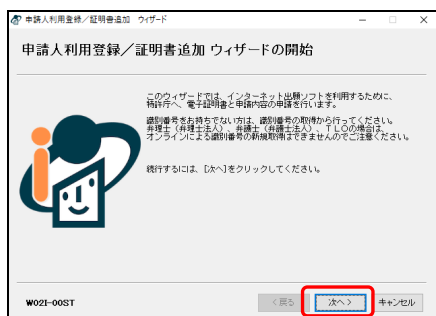 申請人利用登録／証明書追加 ウィザード
申請人利用登録／証明書追加 ウィザードの開始
このウィザードでは、インターネット出願ソフトを利用するために、
特許庁へ、電子証明書と申請内容の申請を行います。
識別番号をお持ちでない方は、識別番号の取得から行ってください。
弁理士（弁理士法人）、弁護士（弁護士法人）、ＴＬＯの場合は、
オンラインによる識別番号の新規取得はできませんのでご注意ください。
続行するには、[次へ]をクリックしてください。
W02I-00ST
< 戻る
次へ >
キャンセル